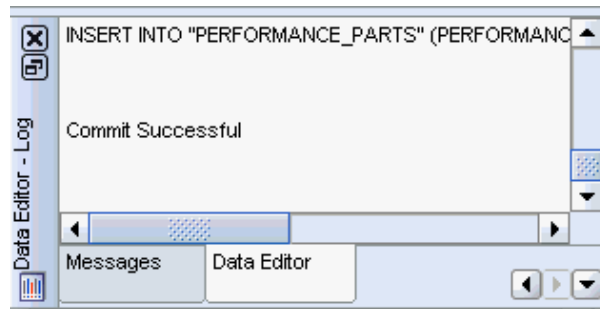 INSERT INTO "PERFORMANCE_PARTS" (PERFORMANC
Commit Successful
Data Editor - Log
Messages
Data Editor